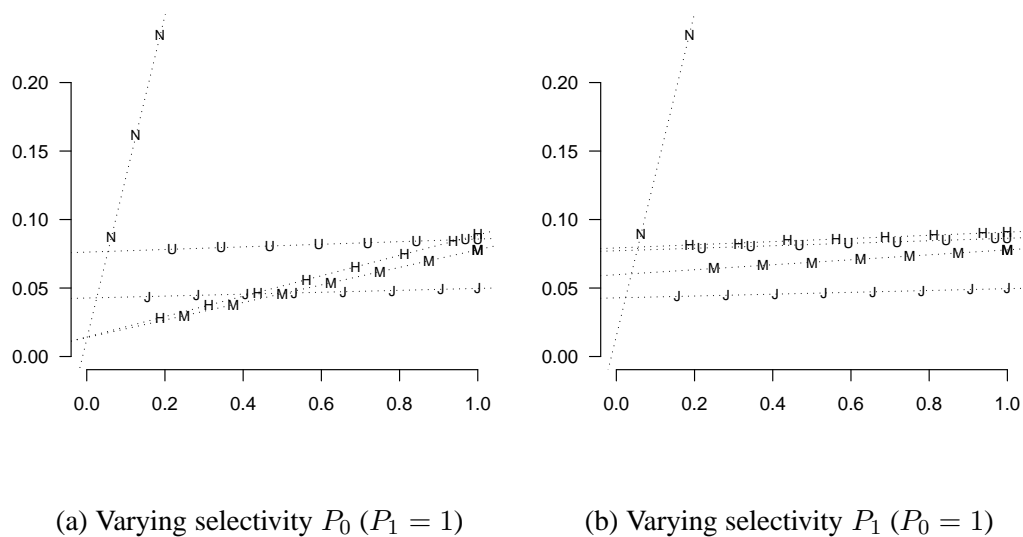 N
0.20
0.15
N
0.10
N
U U U U U U U U
0.05
H H H H H H H H
M M M M M M M
J J J J J J J J
0.00
0.0 0.2 0.4 0.6 0.8 1.0
(a) Varying selectivity P₀ (P₁ = 1)
N
0.20
0.15
0.10
N
H H H H H H H H
U U U U U U U U
M M M M M M M
0.05
J J J J J J J J
0.00
0.0 0.2 0.4 0.6 0.8 1.0
(b) Varying selectivity P₁ (P₀ = 1)